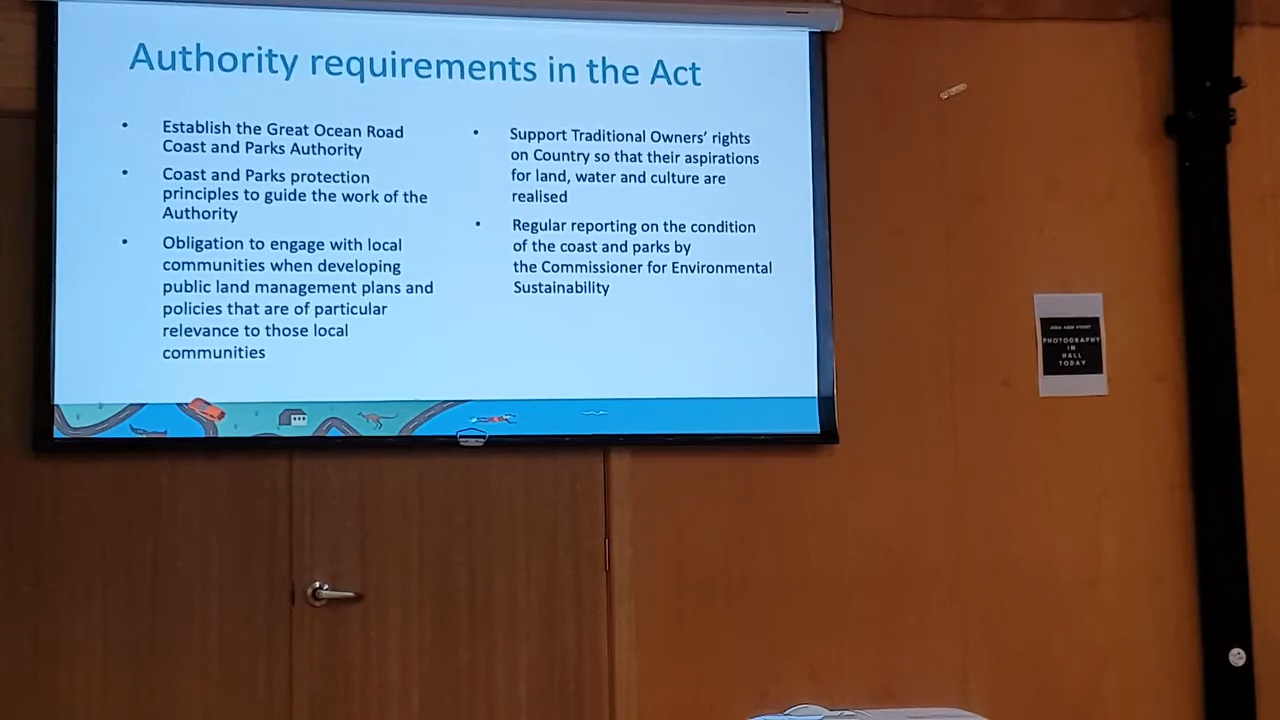 Authority requirements in the Act
• Establish the Great Ocean Road
Coast and Parks Authority
• Coast and Parks protection
principles to guide the work of the
Authority
• Obligation to engage with local
communities when developing
public land management plans and
policies that are of particular
relevance to those local
communities
• Support Traditional Owners’ rights
on Country so that their aspirations
for land, water and culture are
realised
• Regular reporting on the condition
of the coast and parks by
the Commissioner for Environmental
Sustainability
PHOTOGRAPHY
IN
HALL
TODAY